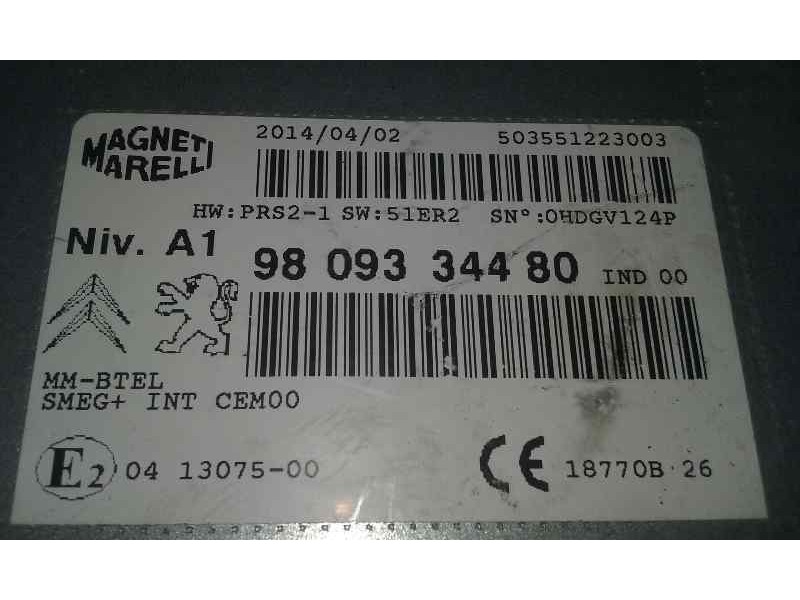 MAGNETI
MARELLI
2014/04/02 503551223003
HW:PRS2-1 SW:51ER2 SN°:0HDGV124P
Niv. A1
98 093 344 80 IND 00
MM-BTEL
SMEG+ INT CEM00
E2 04 13075-00 CE 18770B 26